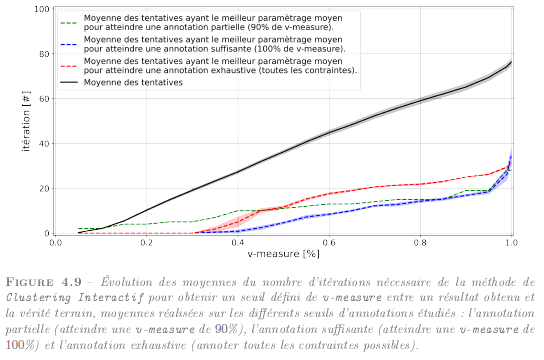 100
80
60
40
20
0
itération [#]
Moyenne des tentatives ayant le meilleur paramètrage moyen
pour atteindre une annotation partielle (90% de v-measure).
Moyenne des tentatives ayant le meilleur paramètrage moyen
pour atteindre une annotation suffisante (100% de v-measure).
Moyenne des tentatives ayant le meilleur paramètrage moyen
pour atteindre une annotation exhaustive (toutes les contraintes).
Moyenne des tentatives
0.0 0.2 0.4 0.6 0.8 1.0
v-measure [%]
FIGURE 4.9 – Évolution des moyennes du nombre d'itérations nécessaire de la méthode de
Clustering Interactif pour obtenir un seuil défini de v-measure entre un résultat obtenu et
la vérité terrain, moyennes réalisées sur les différents seuils d'annotations étudiés : l'annotation
partielle (atteindre une v-measure de 90%), l'annotation suffisante (atteindre une v-measure de
100%) et l'annotation exhaustive (annoter toutes les contraintes possibles).